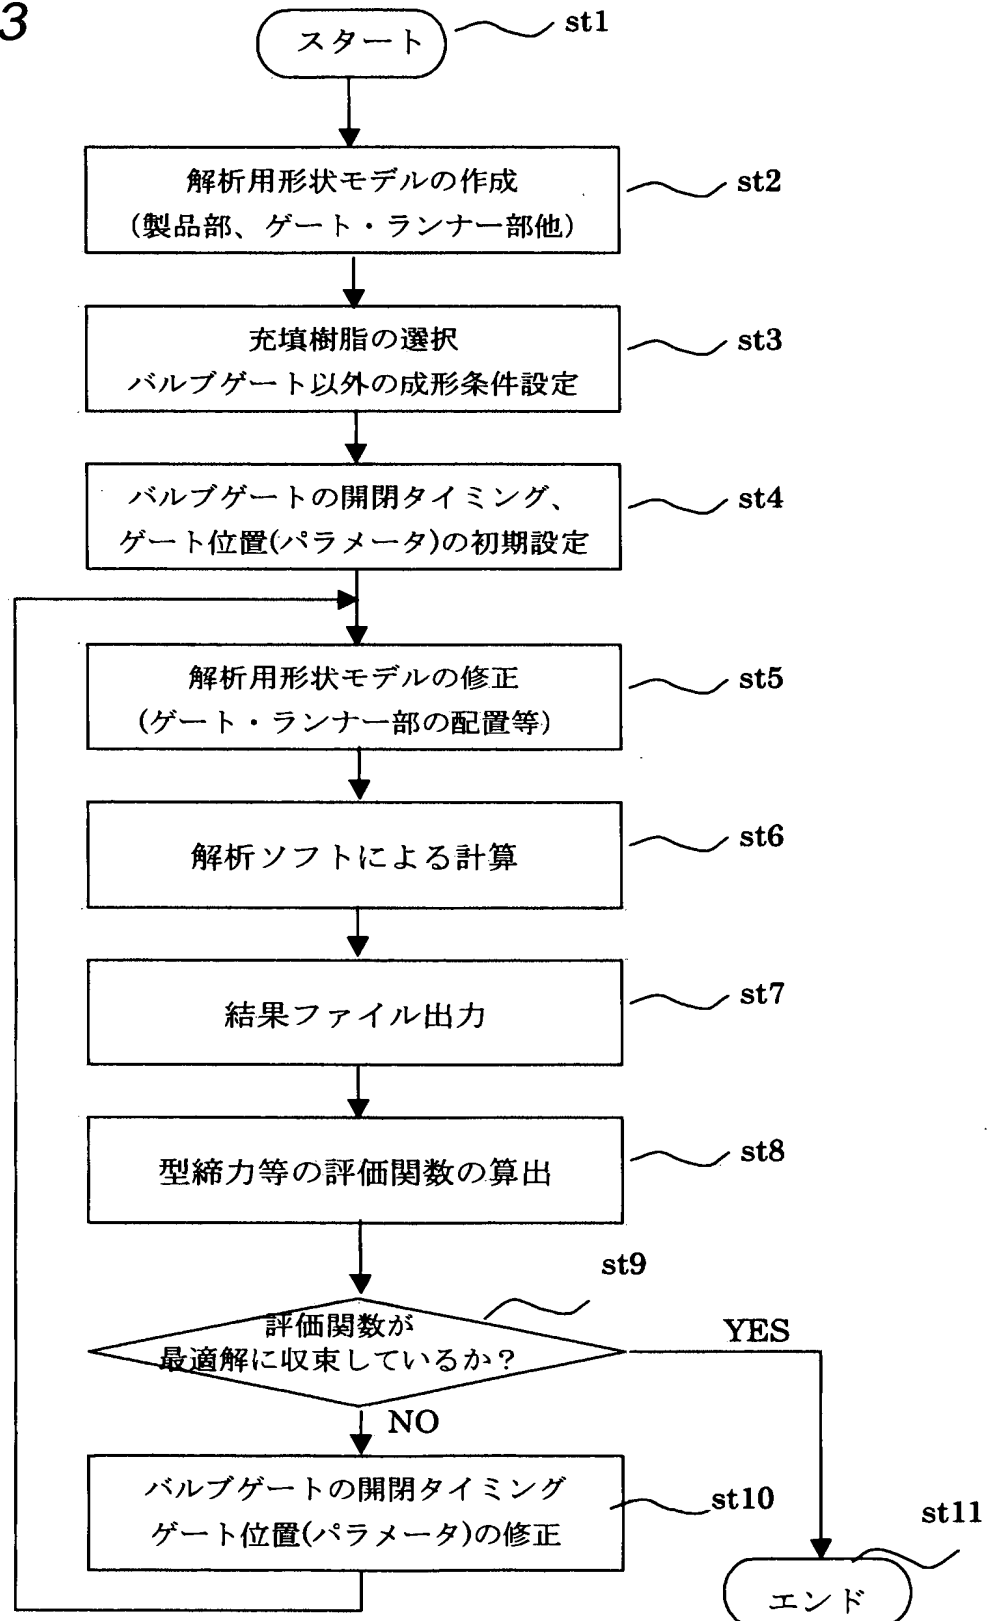 3
スタート
st1
解析用形状モデルの作成
(製品部、ゲート・ランナー部他)
st2
充填樹脂の選択
バルブゲート以外の成形条件設定
st3
バルブゲートの開閉タイミング、
ゲート位置(パラメータ)の初期設定
st4
解析用形状モデルの修正
(ゲート・ランナー部の配置等)
st5
解析ソフトによる計算
st6
結果ファイル出力
st7
型締力等の評価関数の算出
st8
st9
評価関数が
最適解に収束しているか?
YES
NO
バルブゲートの開閉タイミング
ゲート位置(パラメータ)の修正
st10
st11
エンド